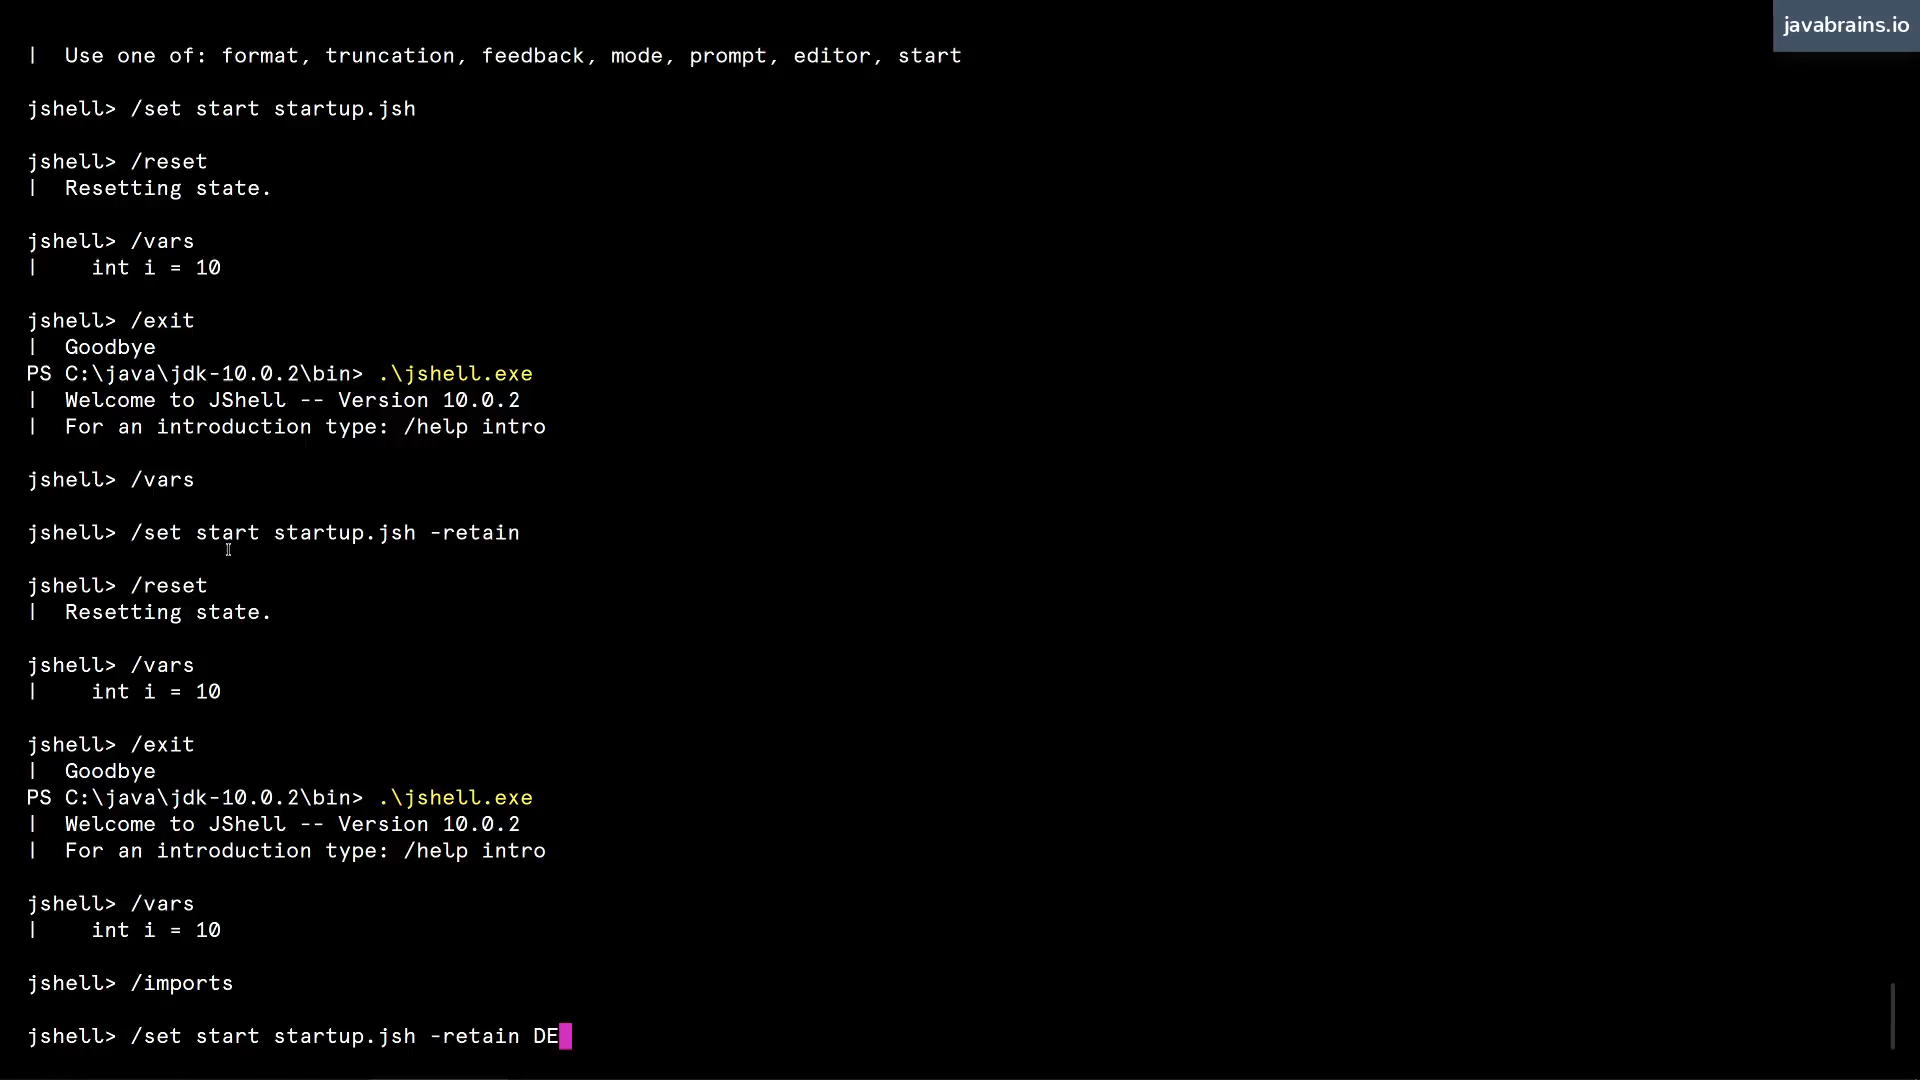 javabrains.io
| Use one of: format, truncation, feedback, mode, prompt, editor, start
jshell> /set start startup.jsh
jshell> /reset
| Resetting state.
jshell> /vars
| int i = 10
jshell> /exit
| Goodbye
PS C:\java\jdk-10.0.2\bin> .\jshell.exe
| Welcome to JShell -- Version 10.0.2
| For an introduction type: /help intro
jshell> /vars
jshell> /set start startup.jsh -retain
jshell> /reset
| Resetting state.
jshell> /vars
| int i = 10
jshell> /exit
| Goodbye
PS C:\java\jdk-10.0.2\bin> .\jshell.exe
| Welcome to JShell -- Version 10.0.2
| For an introduction type: /help intro
jshell> /vars
| int i = 10
jshell> /imports
jshell> /set start startup.jsh -retain DE